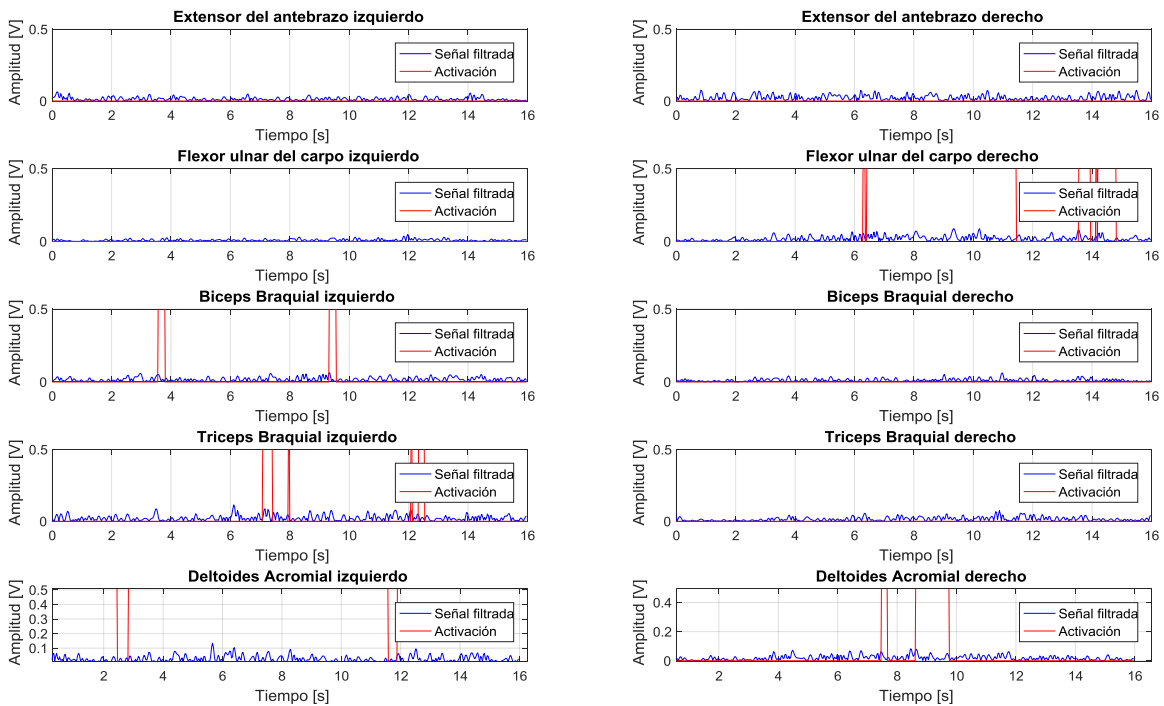 Extensor del antebrazo izquierdo
Amplitud [V]
0.5
0
Señal filtrada
Activación
0 2 4 6 8 10 12 14 16
Tiempo [s]
Extensor del antebrazo derecho
Amplitud [V]
0.5
0
Señal filtrada
Activación
0 2 4 6 8 10 12 14 16
Tiempo [s]
Flexor ulnar del carpo izquierdo
Amplitud [V]
0.5
0
Señal filtrada
Activación
0 2 4 6 8 10 12 14 16
Tiempo [s]
Flexor ulnar del carpo derecho
Amplitud [V]
0.5
0
Señal filtrada
Activación
0 2 4 6 8 10 12 14 16
Tiempo [s]
Biceps Braquial izquierdo
Amplitud [V]
0.5
0
Señal filtrada
Activación
0 2 4 6 8 10 12 14 16
Tiempo [s]
Biceps Braquial derecho
Amplitud [V]
0.5
0
Señal filtrada
Activación
0 2 4 6 8 10 12 14 16
Tiempo [s]
Triceps Braquial izquierdo
Amplitud [V]
0.5
0
Señal filtrada
Activación
0 2 4 6 8 10 12 14 16
Tiempo [s]
Triceps Braquial derecho
Amplitud [V]
0.5
0
Señal filtrada
Activación
0 2 4 6 8 10 12 14 16
Tiempo [s]
Deltoides Acromial izquierdo
Amplitud [V]
0.5
0.4
0.3
0.2
0.1
Señal filtrada
Activación
2 4 6 8 10 12 14 16
Tiempo [s]
Deltoides Acromial derecho
Amplitud [V]
0.4
0.2
0
Señal filtrada
Activación
2 4 6 8 10 12 14 16
Tiempo [s]